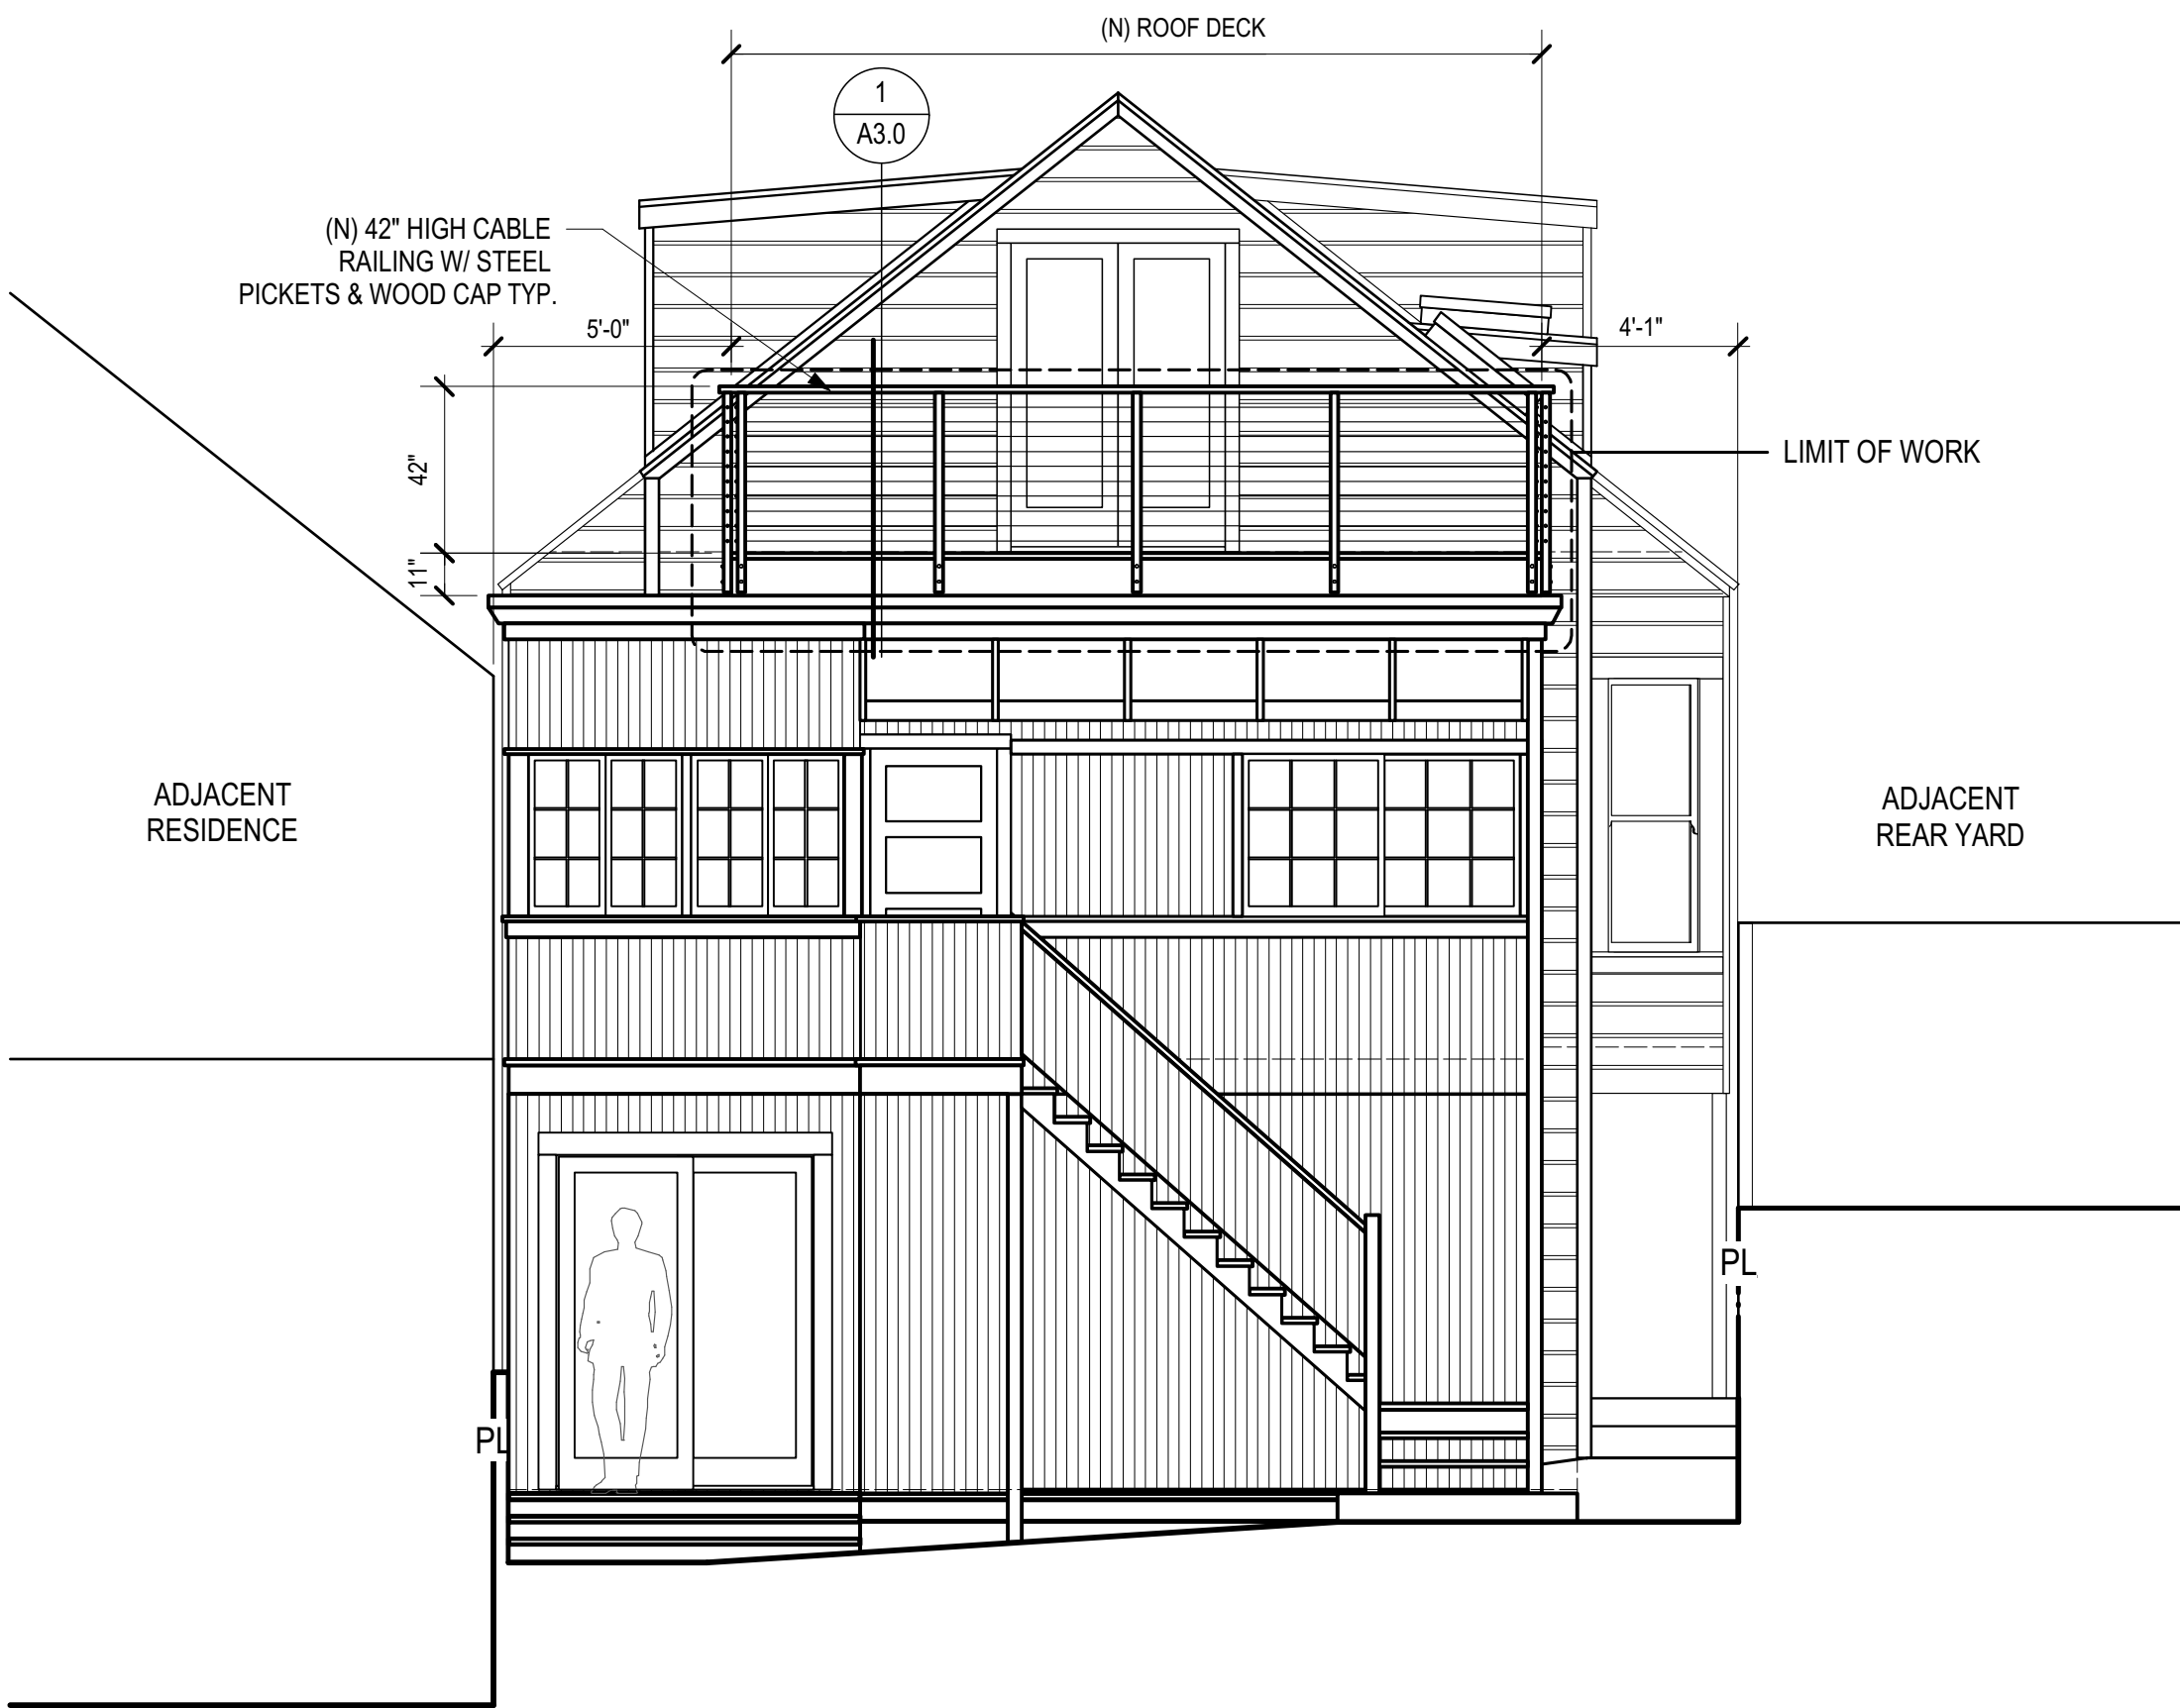 (N) ROOF DECK
1
A3.0
(N) 42" HIGH CABLE
RAILING W/ STEEL
PICKETS & WOOD CAP TYP.
5'-0"
4'-1"
42"
LIMIT OF WORK
11"
ADJACENT
RESIDENCE
ADJACENT
REAR YARD
PL
PL